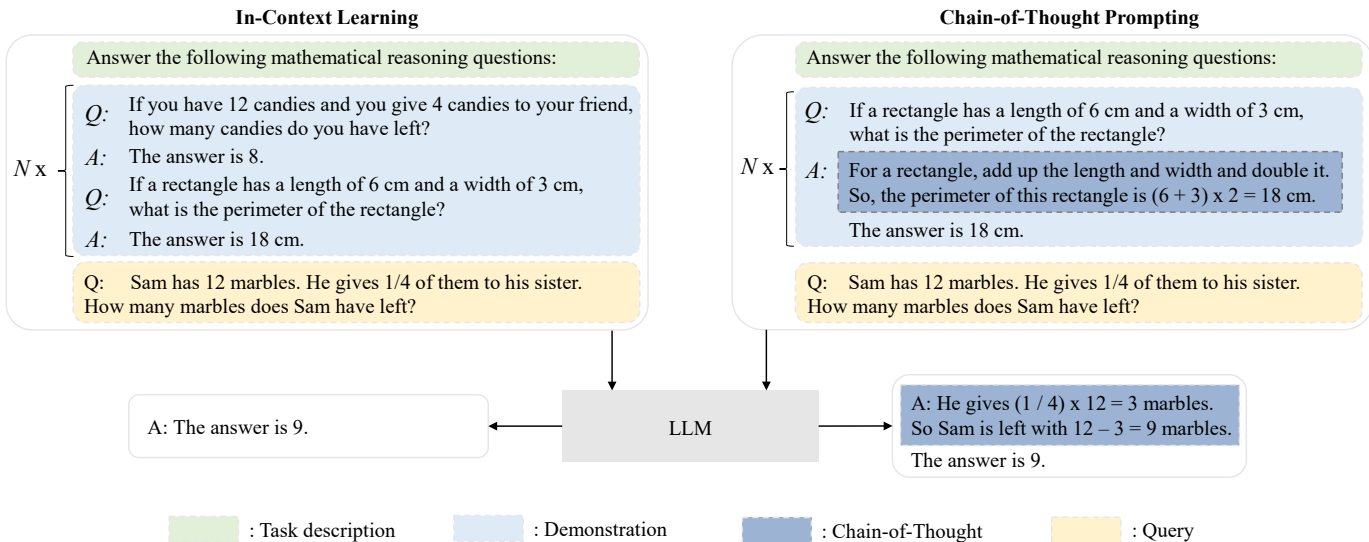 In-Context Learning
Answer the following mathematical reasoning questions:
N x
Q: If you have 12 candies and you give 4 candies to your friend,
how many candies do you have left?
A: The answer is 8.
If a rectangle has a length of 6 cm and a width of 3 cm,
Q: what is the perimeter of the rectangle?
A: The answer is 18 cm.
Q: Sam has 12 marbles. He gives 1/4 of them to his sister.
How many marbles does Sam have left?
Chain-of-Thought Prompting
Answer the following mathematical reasoning questions:
N x
Q: If a rectangle has a length of 6 cm and a width of 3 cm,
what is the perimeter of the rectangle?
A: For a rectangle, add up the length and width and double it.
So, the perimeter of this rectangle is (6 + 3) x 2 = 18 cm.
The answer is 18 cm.
Q: Sam has 12 marbles. He gives 1/4 of them to his sister.
How many marbles does Sam have left?
A: The answer is 9.
LLM
A: He gives (1 / 4) x 12 = 3 marbles.
So Sam is left with 12 – 3 = 9 marbles.
The answer is 9.
: Task description
: Demonstration
: Chain-of-Thought
: Query